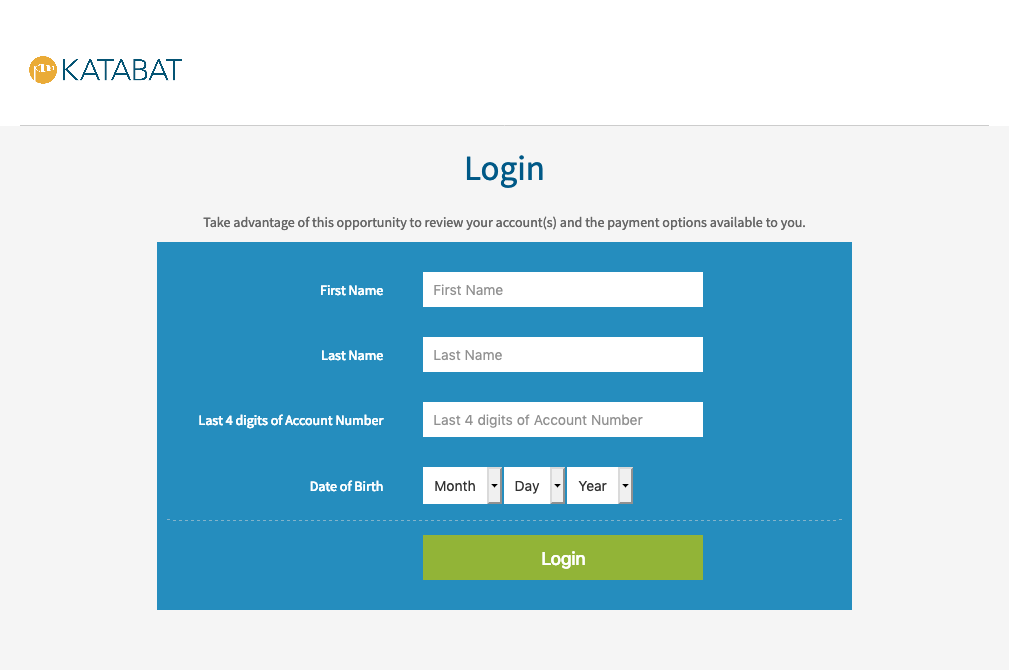 KATABAT
Login
Take advantage of this opportunity to review your account(s) and the payment options available to you.
First Name First Name
Last Name Last Name
Last 4 digits of Account Number Last 4 digits of Account Number
Date of Birth Month Day Year
Login